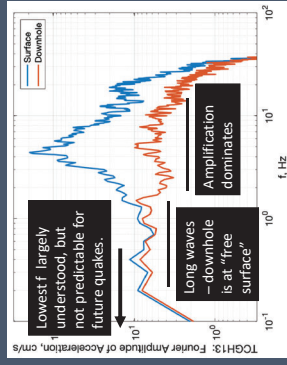 TCGH13: Fourier Amplitude of Acceleration, cm/s
10¹
10⁰
Surface
Downhole
Lowest f largely
understood, but
not predictable for
future quakes.
Long waves
– downhole
is at “free
surface”
Amplification
dominates
10⁻¹
10⁰
10¹
10²
f, Hz